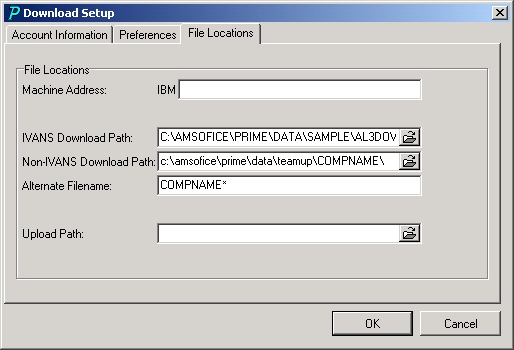 Download Setup
Account Information Preferences File Locations
File Locations
Machine Address: IBM
IVANS Download Path: C:\AMSOFICE\PRIME\DATA\SAMPLE\AL3DOV
Non-IVANS Download Path: c:\amsofice\prime\data\teamup\COMPNAME\
Alternate Filename: COMPNAME*
Upload Path:
OK Cancel